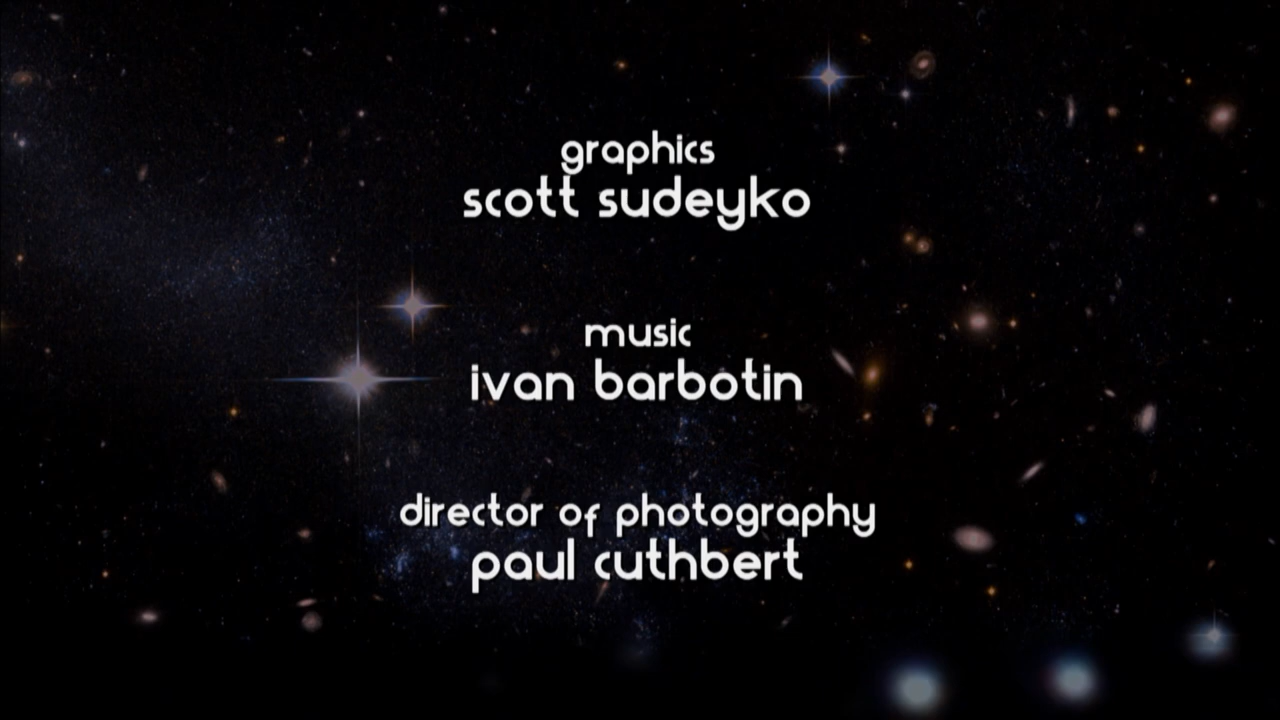 graphics
scott sudeyko
music
ivan barbotin
director of photography
paul cuthbert